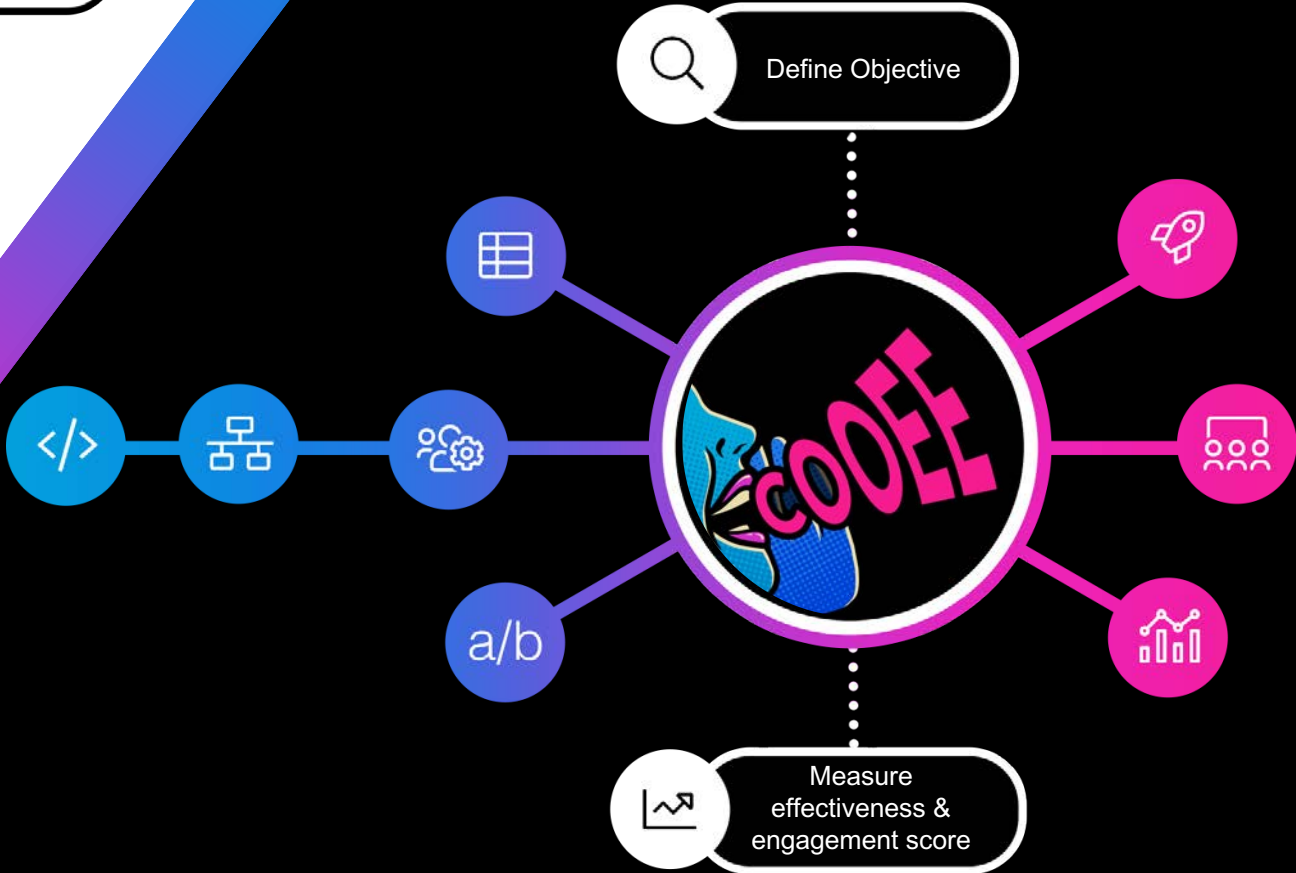 Define Objective
</>
cOOEE
a/b
Measure
effectiveness &
engagement score